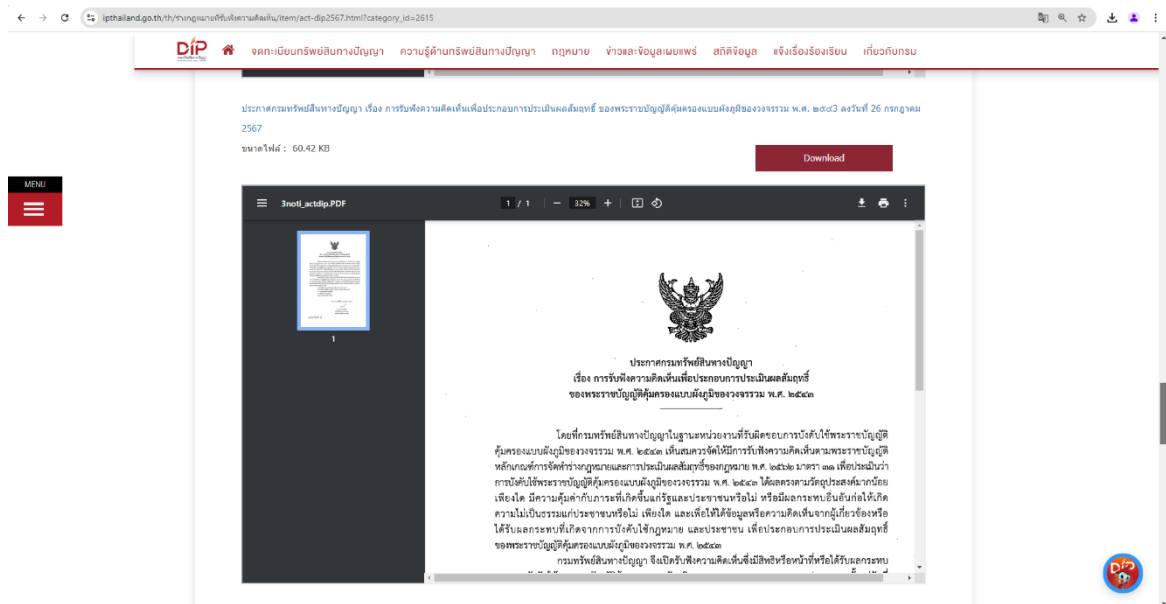 ipthailand.go.th/th/ร่างกฎหมายที่รับฟังความคิดเห็น/item/act-dip2567.html?category_id=2615
DIP จดทะเบียนทรัพย์สินทางปัญญา ความรู้ด้านทรัพย์สินทางปัญญา กฎหมาย ข่าวและข้อมูลเผยแพร่ สถิติข้อมูล แจ้งเรื่องร้องเรียน เกี่ยวกับกรม
ประกาศกรมทรัพย์สินทางปัญญา เรื่อง การรับฟังความคิดเห็นเพื่อประกอบการประเมินผลสัมฤทธิ์ ของพระราชบัญญัติคุ้มครองแบบผังภูมิของวงจรรวม พ.ศ. ๒๕๔3 ลงวันที่ 26 กรกฎาคม
2567
ขนาดไฟล์ : 60.42 KB
Download
MENU
3noti_actdip.PDF 1 / 1 32%
1
ประกาศกรมทรัพย์สินทางปัญญา
เรื่อง การรับฟังความคิดเห็นเพื่อประกอบการประเมินผลสัมฤทธิ์
ของพระราชบัญญัติคุ้มครองแบบผังภูมิของวงจรรวม พ.ศ. ๒๕๔๓
โดยที่กรมทรัพย์สินทางปัญญาในฐานะหน่วยงานที่รับผิดชอบการบังคับใช้พระราชบัญญัติ
คุ้มครองแบบผังภูมิของวงจรรวม พ.ศ. ๒๕๔๓ เห็นสมควรจัดให้มีการรับฟังความคิดเห็นตามพระราชบัญญัติ
หลักเกณฑ์การจัดทำร่างกฎหมายและการประเมินผลสัมฤทธิ์ของกฎหมาย พ.ศ. ๒๕๖๒ มาตรา ๓๑ เพื่อประเมินว่า
การบังคับใช้พระราชบัญญัติคุ้มครองแบบผังภูมิของวงจรรวม พ.ศ. ๒๕๔๓ ได้ผลตรงตามวัตถุประสงค์มากน้อย
เพียงใด มีความคุ้มค่ากับภาระที่เกิดขึ้นแก่รัฐและประชาชนหรือไม่ หรือมีผลกระทบอื่นอันก่อให้เกิด
ความไม่เป็นธรรมแก่ประชาชนหรือไม่ เพียงใด และเพื่อให้ได้ข้อมูลหรือความคิดเห็นจากผู้เกี่ยวข้องหรือ
ได้รับผลกระทบที่เกิดจากการบังคับใช้กฎหมาย และประชาชน เพื่อประกอบการประเมินผลสัมฤทธิ์
ของพระราชบัญญัติคุ้มครองแบบผังภูมิของวงจรรวม พ.ศ. ๒๕๔๓
กรมทรัพย์สินทางปัญญา จึงเปิดรับฟังความคิดเห็นซึ่งมีสิทธิหรือหน้าที่หรือได้รับผลกระทบ
DIP